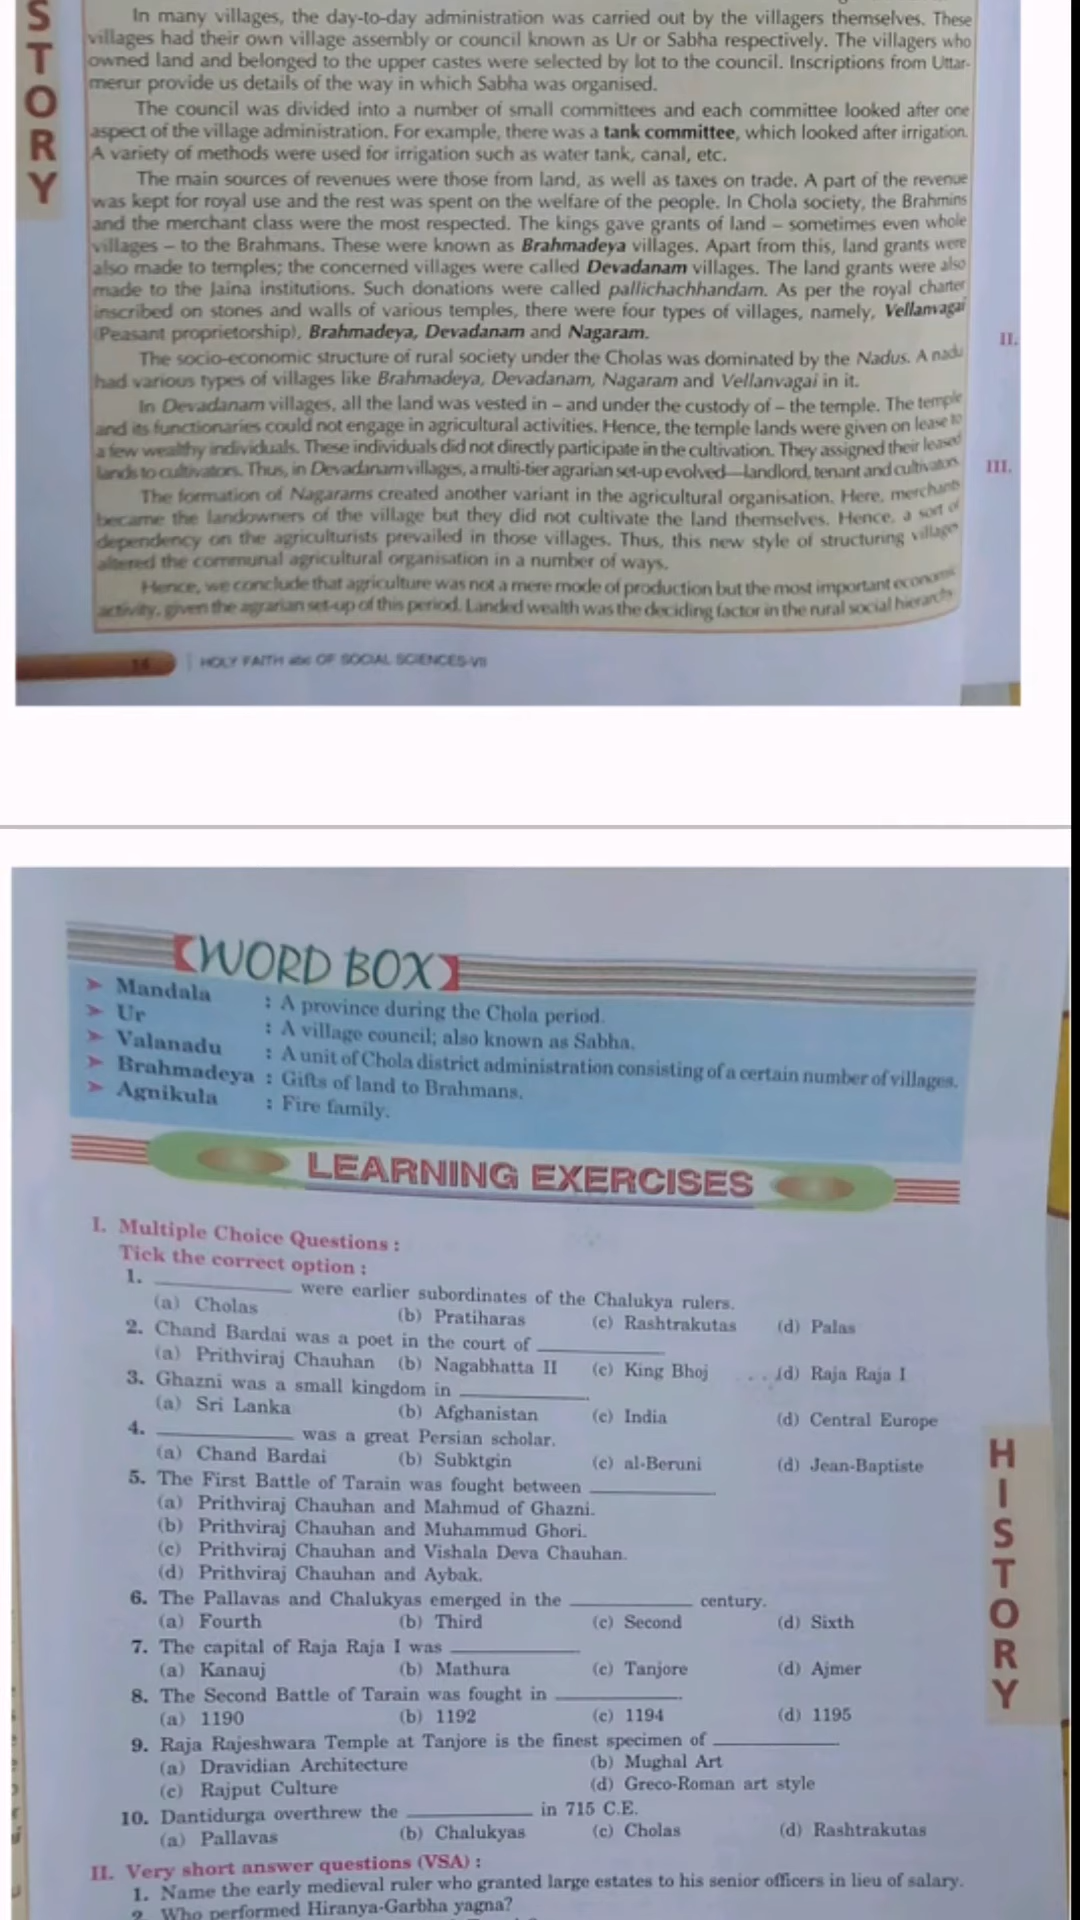 STORY
In many villages, the day-to-day administration was carried out by the villagers themselves. These
villages had their own village assembly or council known as Ur or Sabha respectively. The villagers who
owned land and belonged to the upper castes were selected by lot to the council. Inscriptions from Uttar-
merur provide us details of the way in which Sabha was organised.
The council was divided into a number of small committees and each committee looked after one
aspect of the village administration. For example, there was a tank committee, which looked after irrigation.
A variety of methods were used for irrigation such as water tank, canal, etc.
The main sources of revenues were those from land, as well as taxes on trade. A part of the revenue
was kept for royal use and the rest was spent on the welfare of the people. In Chola society, the Brahmins
and the merchant class were the most respected. The kings gave grants of land – sometimes even whole
villages – to the Brahmans. These were known as Brahmadeya villages. Apart from this, land grants were
also made to temples; the concerned villages were called Devadanam villages. The land grants were also
made to the Jaina institutions. Such donations were called pallichachhandam. As per the royal charter
inscribed on stones and walls of various temples, there were four types of villages, namely, Vellanvagai
(Peasant proprietorship), Brahmadeya, Devadanam and Nagaram.
The socio-economic structure of rural society under the Cholas was dominated by the Nadus. A nadu
had various types of villages like Brahmadeya, Devadanam, Nagaram and Vellanvagai in it.
In Devadanam villages, all the land was vested in – and under the custody of – the temple. The temple
and its functionaries could not engage in agricultural activities. Hence, the temple lands were given on lease to
a few wealthy individuals. These individuals did not directly participate in the cultivation. They assigned their leased
lands to cultivators. Thus, in Devadanam villages, a multi-tier agrarian set-up evolved—landlord, tenant and cultivators.
The formation of Nagarams created another variant in the agricultural organisation. Here, merchants
became the landowners of the village but they did not cultivate the land themselves. Hence, a sort of
dependency on the agriculturists prevailed in those villages. Thus, this new style of structuring villages
altered the communal agricultural organisation in a number of ways.
Hence, we conclude that agriculture was not a mere mode of production but the most important economic
activity, given the agrarian set-up of this period. Landed wealth was the deciding factor in the rural social hierarchy.
II.
III.
14 HOLY FAITH abc OF SOCIAL SCIENCES-VII
WORD BOX
➤ Mandala : A province during the Chola period.
➤ Ur : A village council; also known as Sabha.
➤ Valanadu : A unit of Chola district administration consisting of a certain number of villages.
➤ Brahmadeya : Gifts of land to Brahmans.
➤ Agnikula : Fire family.
LEARNING EXERCISES
I. Multiple Choice Questions :
Tick the correct option :
1. ____________ were earlier subordinates of the Chalukya rulers.
(a) Cholas (b) Pratiharas (c) Rashtrakutas (d) Palas
2. Chand Bardai was a poet in the court of ____________
(a) Prithviraj Chauhan (b) Nagabhatta II (c) King Bhoj (d) Raja Raja I
3. Ghazni was a small kingdom in ____________
(a) Sri Lanka (b) Afghanistan (c) India (d) Central Europe
4. ____________ was a great Persian scholar.
(a) Chand Bardai (b) Subktgin (c) al-Beruni (d) Jean-Baptiste
5. The First Battle of Tarain was fought between ____________
(a) Prithviraj Chauhan and Mahmud of Ghazni.
(b) Prithviraj Chauhan and Muhammud Ghori.
(c) Prithviraj Chauhan and Vishala Deva Chauhan.
(d) Prithviraj Chauhan and Aybak.
6. The Pallavas and Chalukyas emerged in the ____________ century.
(a) Fourth (b) Third (c) Second (d) Sixth
7. The capital of Raja Raja I was ____________
(a) Kanauj (b) Mathura (c) Tanjore (d) Ajmer
8. The Second Battle of Tarain was fought in ____________.
(a) 1190 (b) 1192 (c) 1194 (d) 1195
9. Raja Rajeshwara Temple at Tanjore is the finest specimen of ____________.
(a) Dravidian Architecture (b) Mughal Art
(c) Rajput Culture (d) Greco-Roman art style
10. Dantidurga overthrew the ____________ in 715 C.E.
(a) Pallavas (b) Chalukyas (c) Cholas (d) Rashtrakutas
II. Very short answer questions (VSA) :
1. Name the early medieval ruler who granted large estates to his senior officers in lieu of salary.
2. Who performed Hiranya-Garbha yagna?
HISTORY